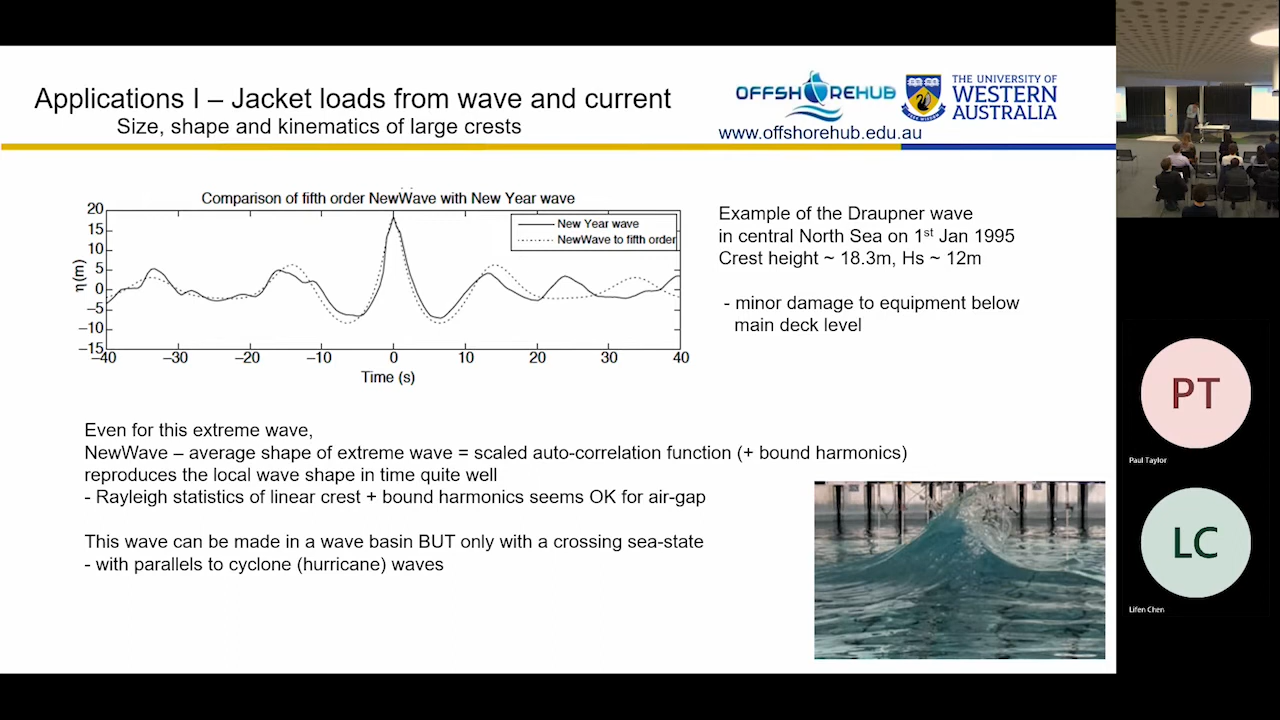 Applications I – Jacket loads from wave and current
Size, shape and kinematics of large crests
OFFSHOREHUB
www.offshorehub.edu.au
THE UNIVERSITY OF
WESTERN
AUSTRALIA
Comparison of fifth order NewWave with New Year wave
New Year wave
NewWave to fifth order
η(m)
20
15
10
5
0
−5
−10
−15
−40 −30 −20 −10 0 10 20 30 40
Time (s)
Example of the Draupner wave
in central North Sea on 1st Jan 1995
Crest height ~ 18.3m, Hs ~ 12m
- minor damage to equipment below
main deck level
Even for this extreme wave,
NewWave – average shape of extreme wave = scaled auto-correlation function (+ bound harmonics)
reproduces the local wave shape in time quite well
- Rayleigh statistics of linear crest + bound harmonics seems OK for air-gap
This wave can be made in a wave basin BUT only with a crossing sea-state
- with parallels to cyclone (hurricane) waves
PT
Paul Taylor
LC
Lifen Chen